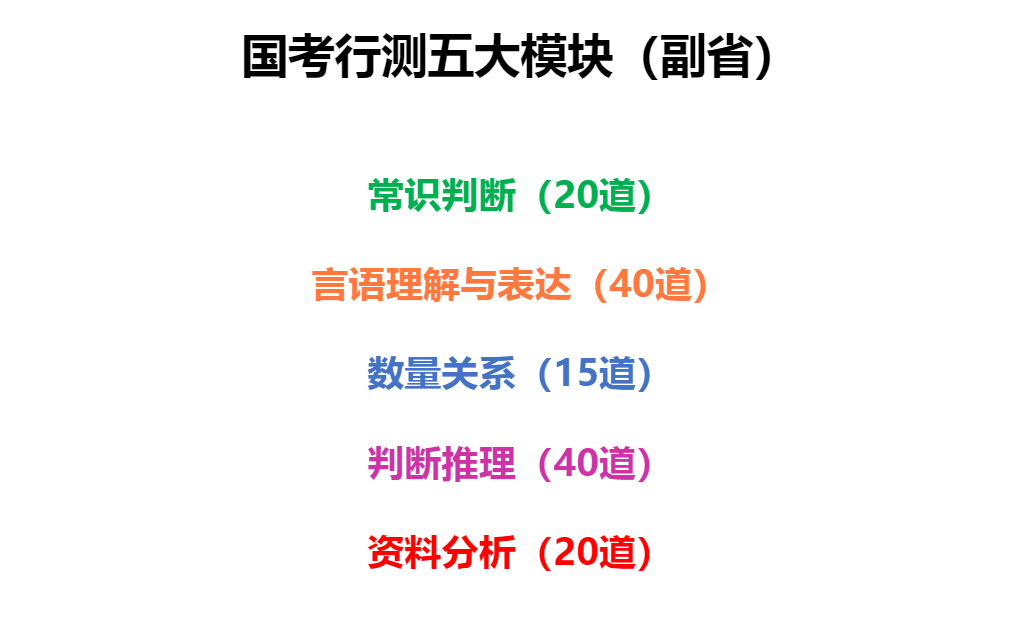 国考行测五大模块（副省）
常识判断（20道）
言语理解与表达（40道）
数量关系（15道）
判断推理（40道）
资料分析（20道）